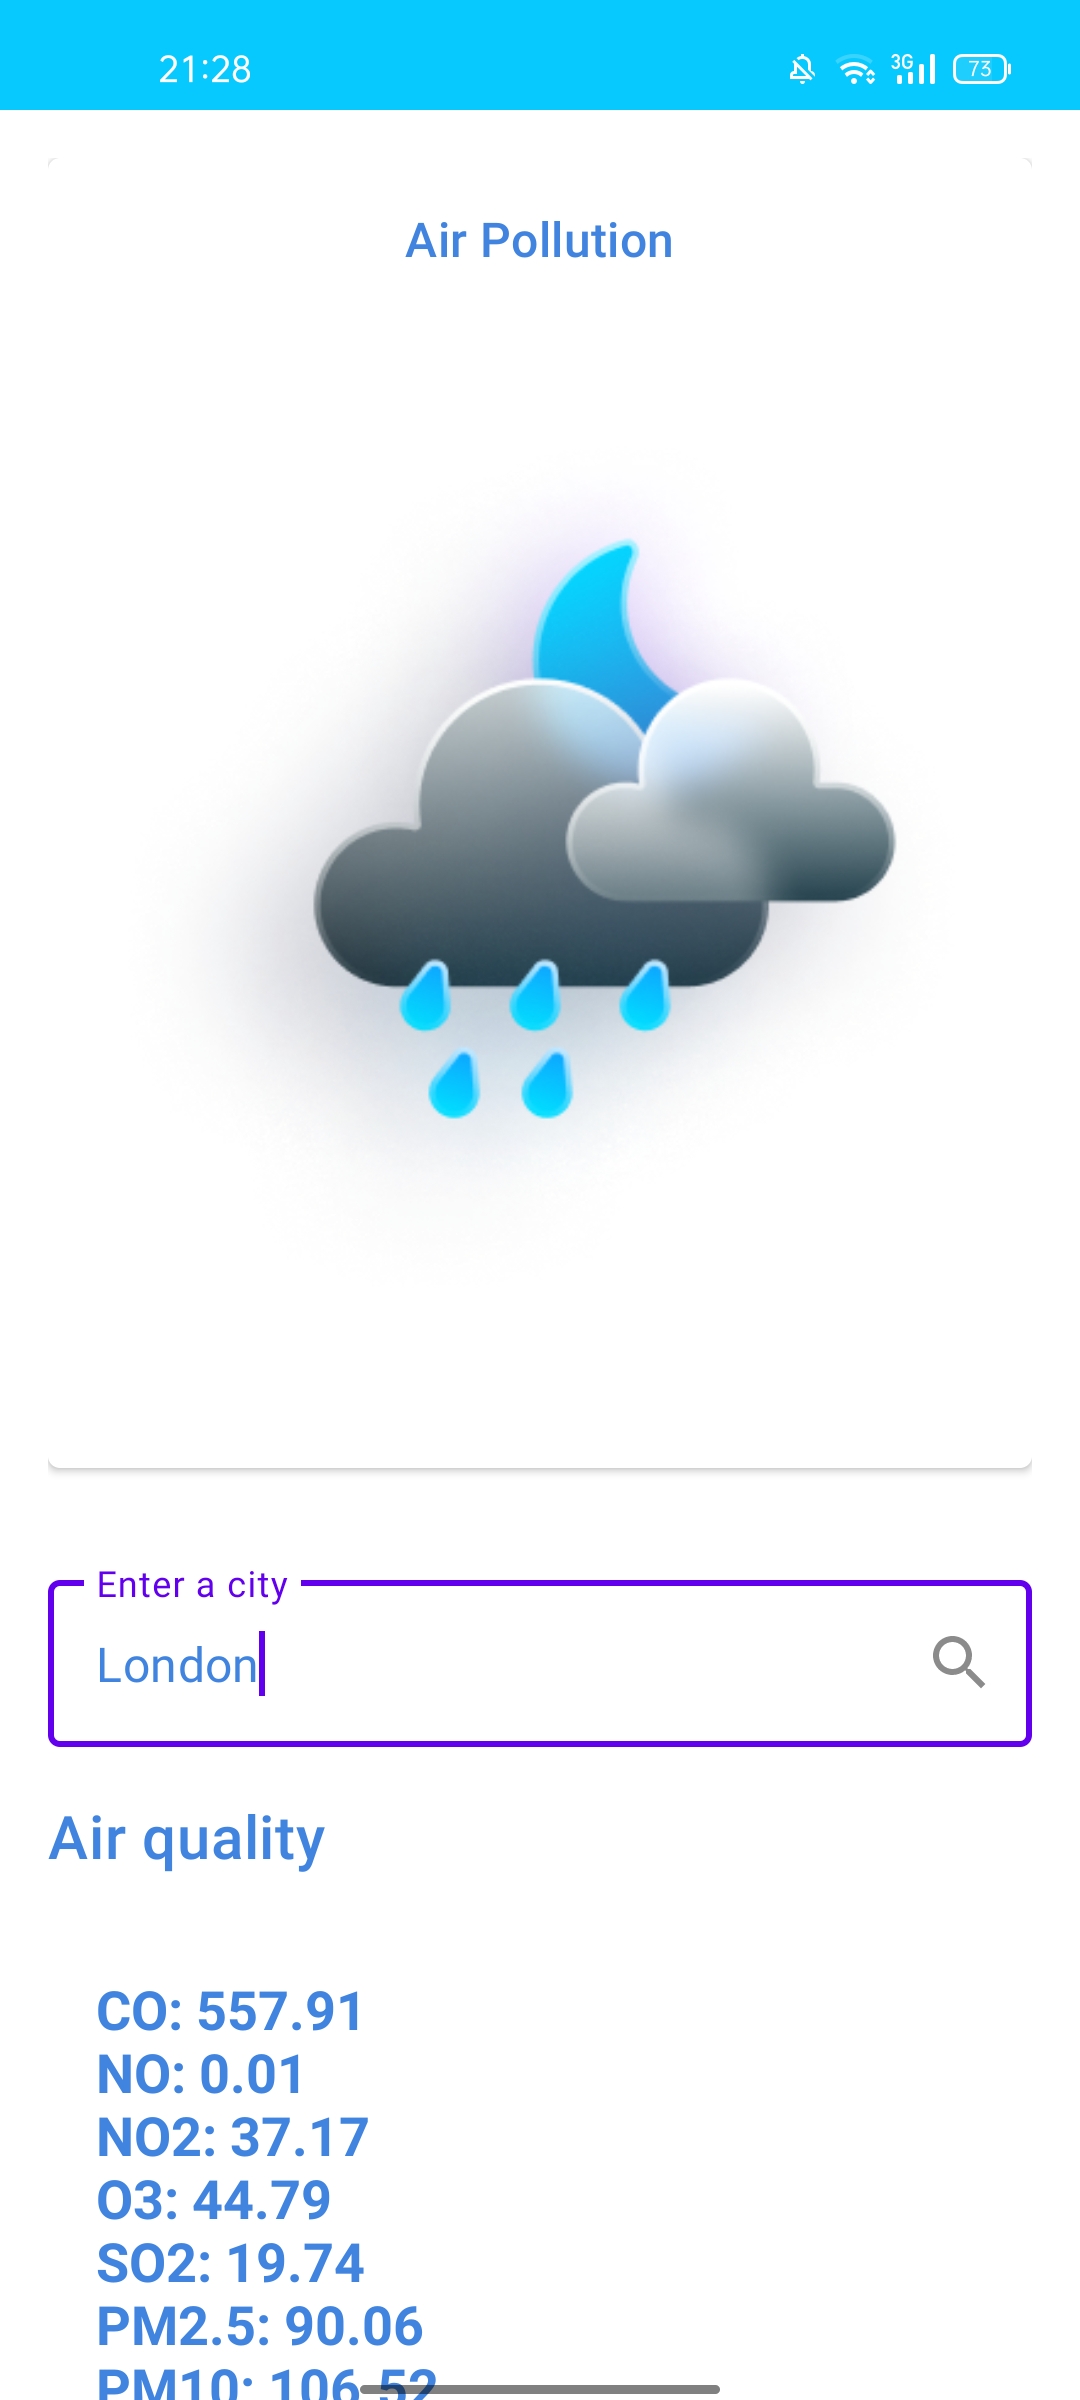 21:28
3G
73
Air Pollution
Enter a city
London
Air quality
CO: 557.91
NO: 0.01
NO2: 37.17
O3: 44.79
SO2: 19.74
PM2.5: 90.06
PM10: 106.52